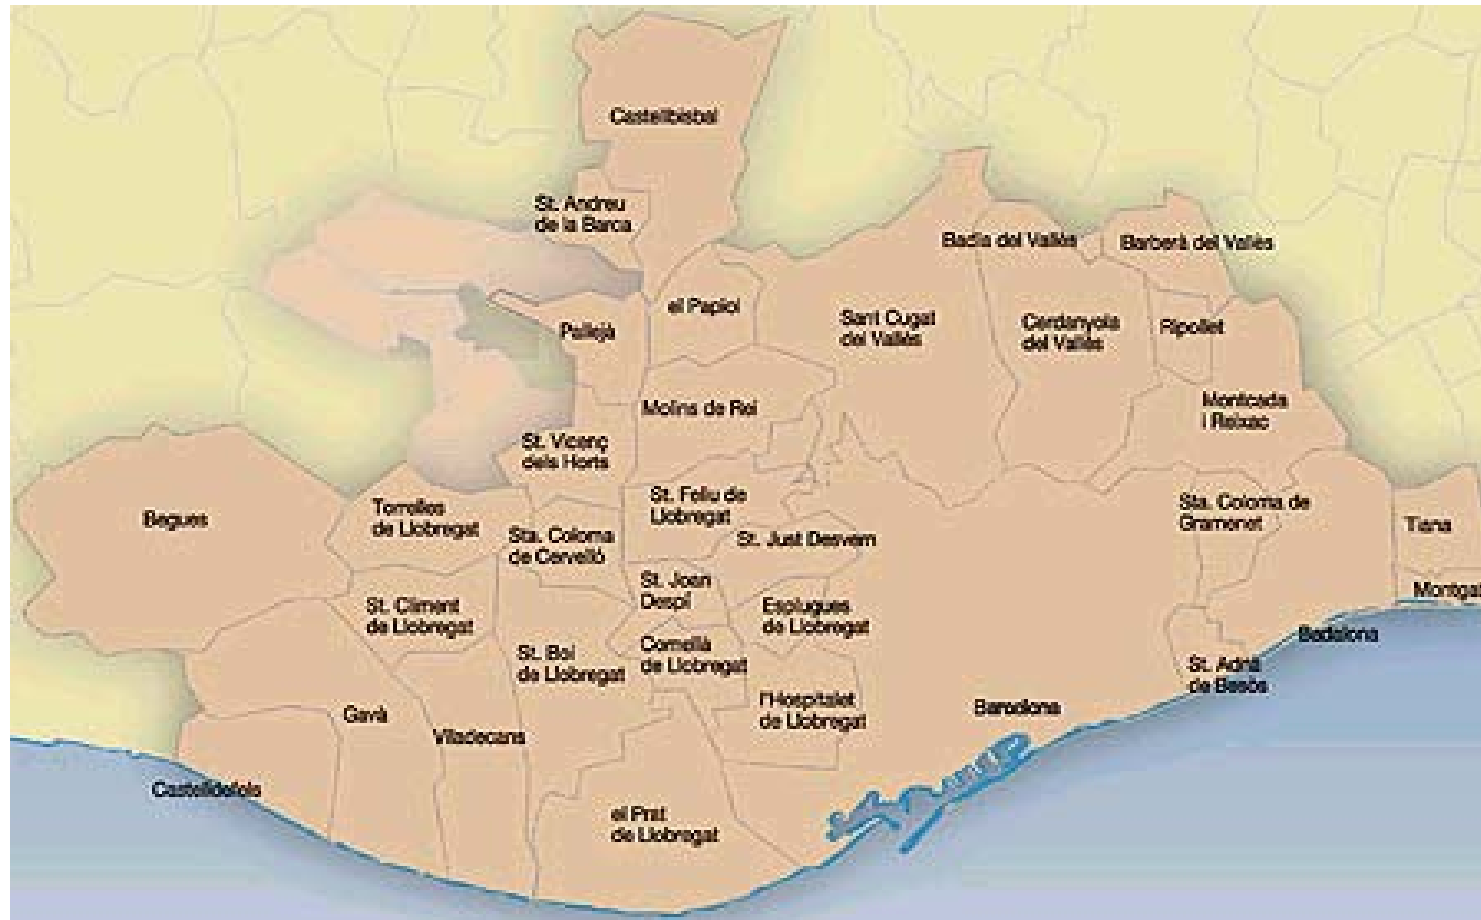 Castellbisbal
St. Andreu
de la Barca
Badia del Vallès
Barberà del Vallès
el Papiol
Pallejà
Sant Cugat
del Vallès
Cerdanyola
del Vallès
Ripollet
Molins de Rei
Montcada
i Reixac
St. Vicenç
dels Horts
Begues
Torrelles
de Llobregat
St. Feliu de
Llobregat
Sta. Coloma de
Gramenet
Tiana
Sta. Coloma
de Cervelló
St. Just Desvern
St. Joan
Despí
Montgat
St. Climent
de Llobregat
Esplugues
de Llobregat
Badalona
St. Boi
de Llobregat
Cornellà
de Llobregat
St. Adrià
de Besòs
l'Hospitalet
de Llobregat
Gavà
Viladecans
Barcelona
Castelldefels
el Prat
de Llobregat